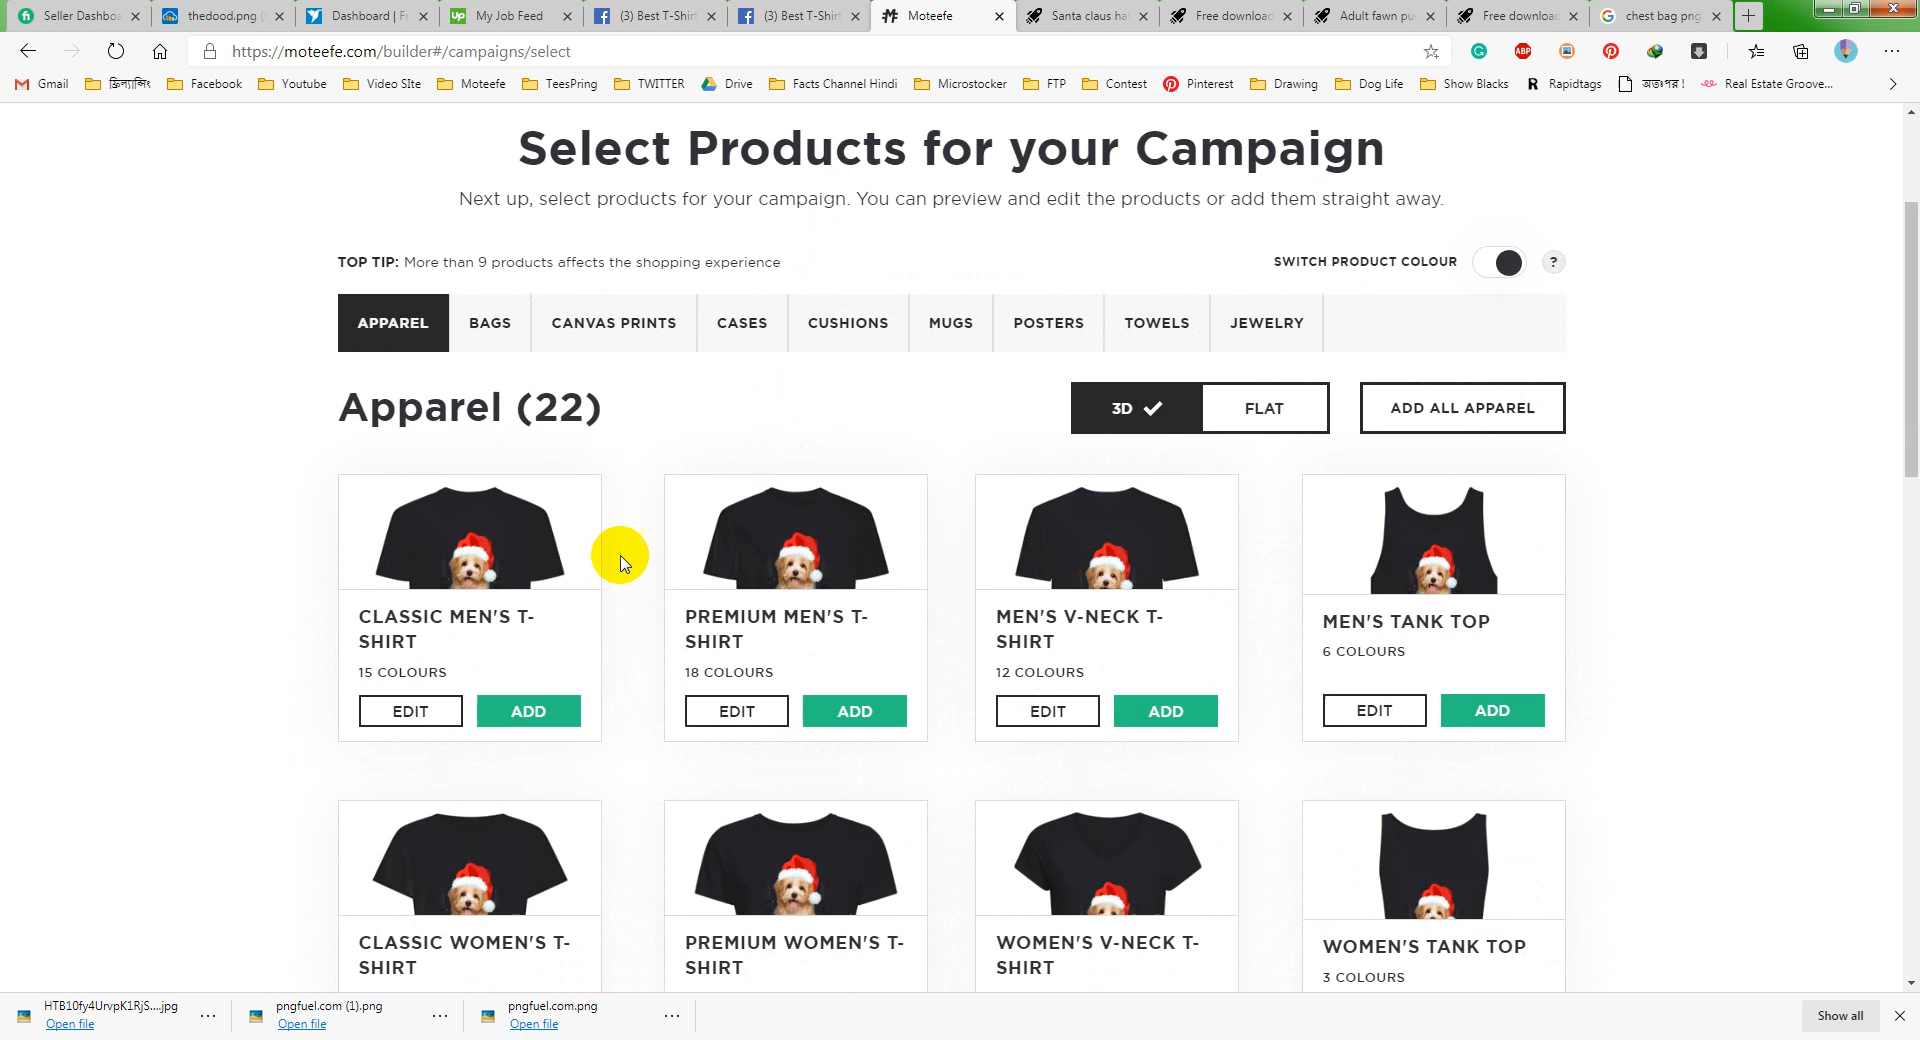 Seller Dashboa
thedood.png (
Dashboard | Fr
My Job Feed
(3) Best T-Shirt
(3) Best T-Shirt
Moteefe
Santa claus hat
Free download
Adult fawn pu
Free download
chest bag png
https://moteefe.com/builder#/campaigns/select
Gmail
ফ্রিল্যান্সিং
Facebook
Youtube
Video SIte
Moteefe
TeesPring
TWITTER
Drive
Facts Channel Hindi
Microstocker
FTP
Contest
Pinterest
Drawing
Dog Life
Show Blacks
Rapidtags
অতঃপর !
Real Estate Groove...
Select Products for your Campaign
Next up, select products for your campaign. You can preview and edit the products or add them straight away.
TOP TIP: More than 9 products affects the shopping experience
SWITCH PRODUCT COLOUR ?
APPAREL
BAGS
CANVAS PRINTS
CASES
CUSHIONS
MUGS
POSTERS
TOWELS
JEWELRY
Apparel (22)
3D
FLAT
ADD ALL APPAREL
CLASSIC MEN'S T-
SHIRT
15 COLOURS
EDIT ADD
PREMIUM MEN'S T-
SHIRT
18 COLOURS
EDIT ADD
MEN'S V-NECK T-
SHIRT
12 COLOURS
EDIT ADD
MEN'S TANK TOP
6 COLOURS
EDIT ADD
CLASSIC WOMEN'S T-
SHIRT
PREMIUM WOMEN'S T-
SHIRT
WOMEN'S V-NECK T-
SHIRT
WOMEN'S TANK TOP
3 COLOURS
HTB10fy4UrvpK1RjS....jpg
Open file
pngfuel.com (1).png
Open file
pngfuel.com.png
Open file
Show all